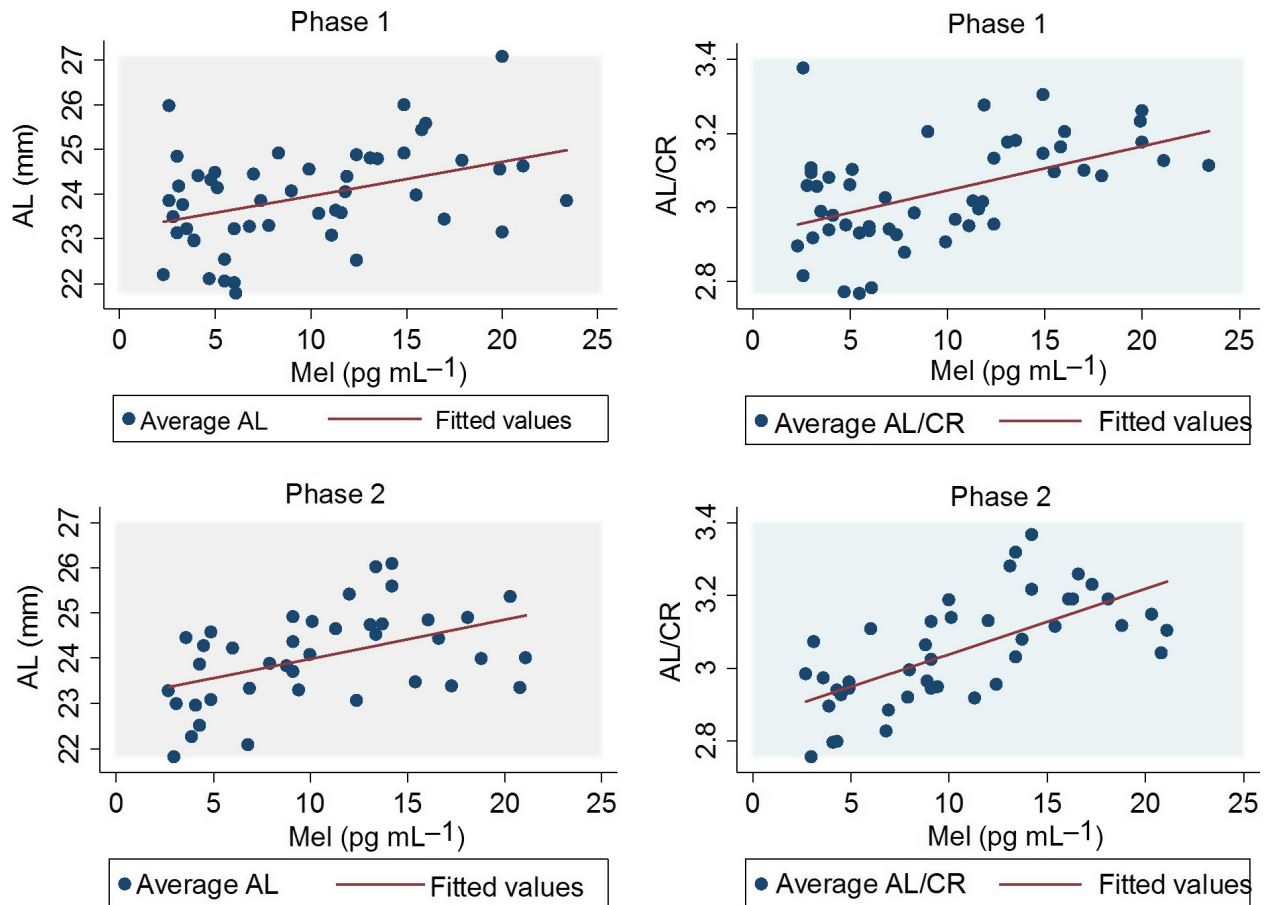 Phase 1
AL (mm)
27
26
25
24
23
22
0 5 10 15 20 25
Mel (pg mL−1)
Average AL Fitted values
Phase 1
AL/CR
3.4
3.2
3
2.8
0 5 10 15 20 25
Mel (pg mL−1)
Average AL/CR Fitted values
Phase 2
AL (mm)
27
26
25
24
23
22
0 5 10 15 20 25
Mel (pg mL−1)
Average AL Fitted values
Phase 2
AL/CR
3.4
3.2
3
2.8
0 5 10 15 20 25
Mel (pg mL−1)
Average AL/CR Fitted values